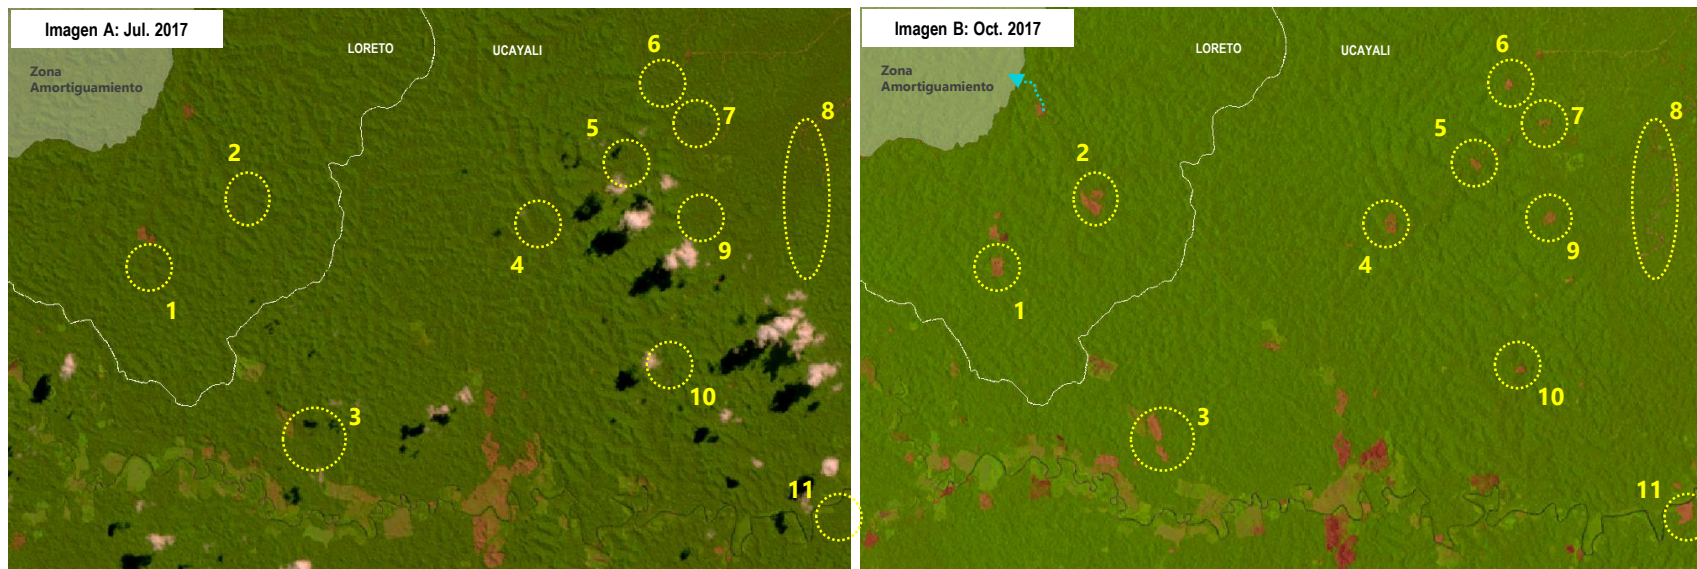 Imagen A: Jul. 2017
LORETO
UCAYALI
Zona
Amortiguamiento
6
7
8
5
2
4
9
1
10
3
11
Imagen B: Oct. 2017
LORETO
UCAYALI
Zona
Amortiguamiento
6
7
8
5
2
4
9
1
10
3
11